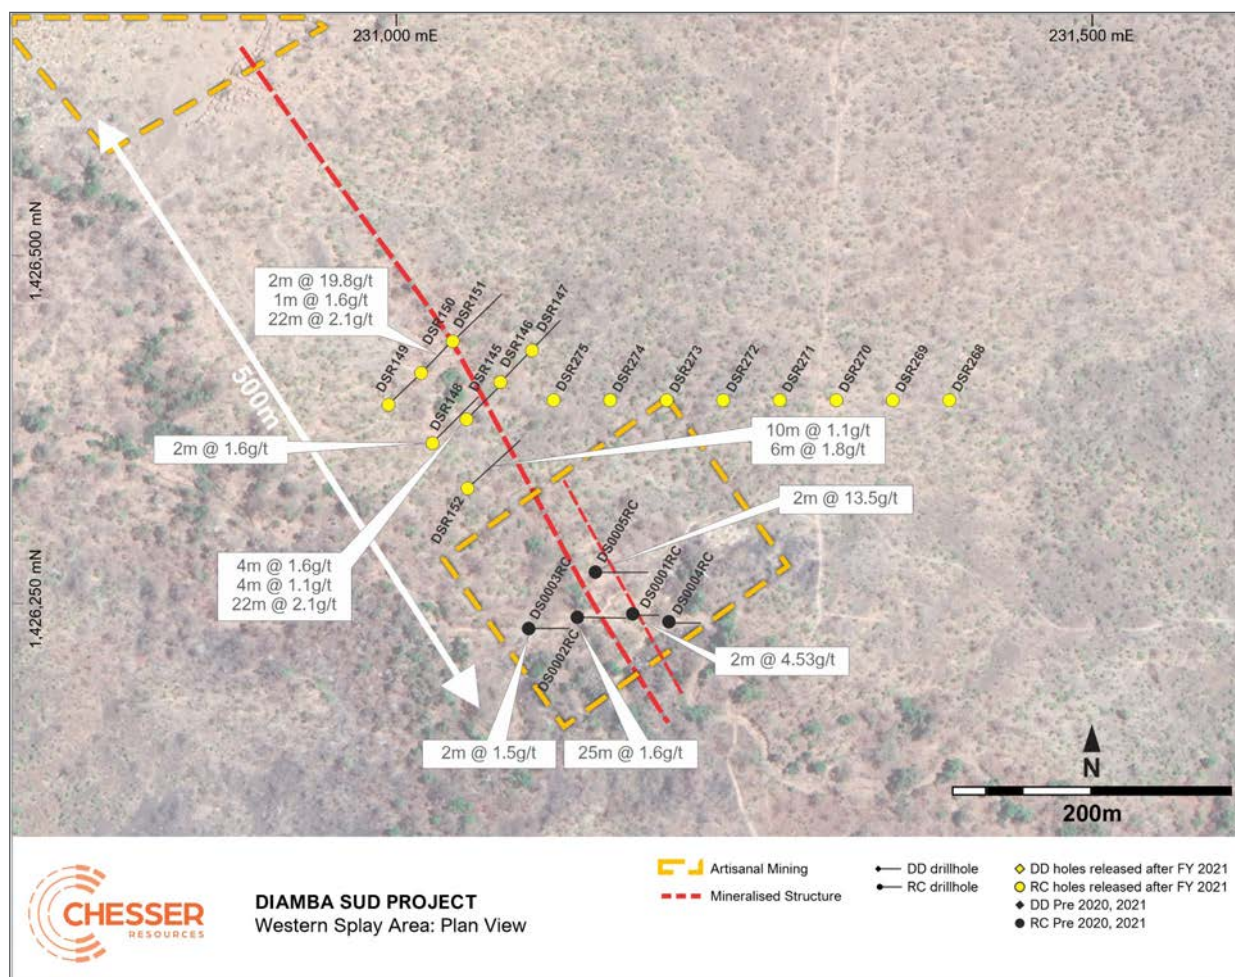 231,000 mE
231,500 mE
1,426,500 mN
1,426,250 mN
500m
2m @ 19.8g/t
1m @ 1.6g/t
22m @ 2.1g/t
DSR149
DSR150
DSR151
DSR148
DSR145
DSR146
DSR147
DSR275
DSR274
DSR273
DSR272
DSR271
DSR270
DSR269
DSR268
2m @ 1.6g/t
10m @ 1.1g/t
6m @ 1.8g/t
DSR152
2m @ 13.5g/t
4m @ 1.6g/t
4m @ 1.1g/t
22m @ 2.1g/t
DS0005RC
DS0003RC
DS0002RC
DS0001RC
DS0004RC
2m @ 4.53g/t
2m @ 1.5g/t
25m @ 1.6g/t
N
200m
CHESSER
RESOURCES
DIAMBA SUD PROJECT
Western Splay Area: Plan View
Artisanal Mining
Mineralised Structure
DD drillhole
RC drillhole
DD holes released after FY 2021
RC holes released after FY 2021
DD Pre 2020, 2021
RC Pre 2020, 2021